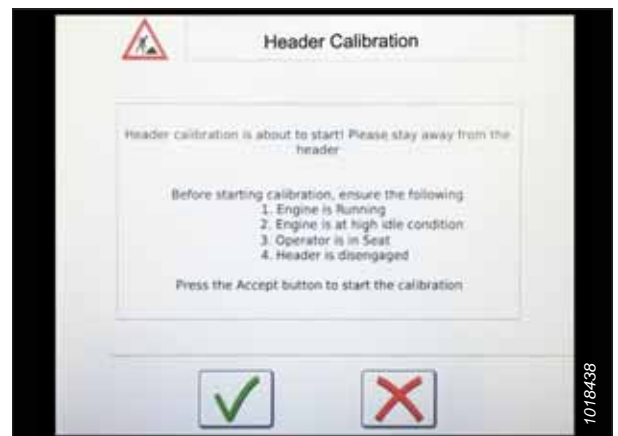 Header Calibration
Header calibration is about to start! Please stay away from the
header
Before starting calibration, ensure the following
1. Engine is Running
2. Engine is at high idle condition
3. Operator is in Seat
4. Header is disengaged
Press the Accept button to start the calibration
1018438